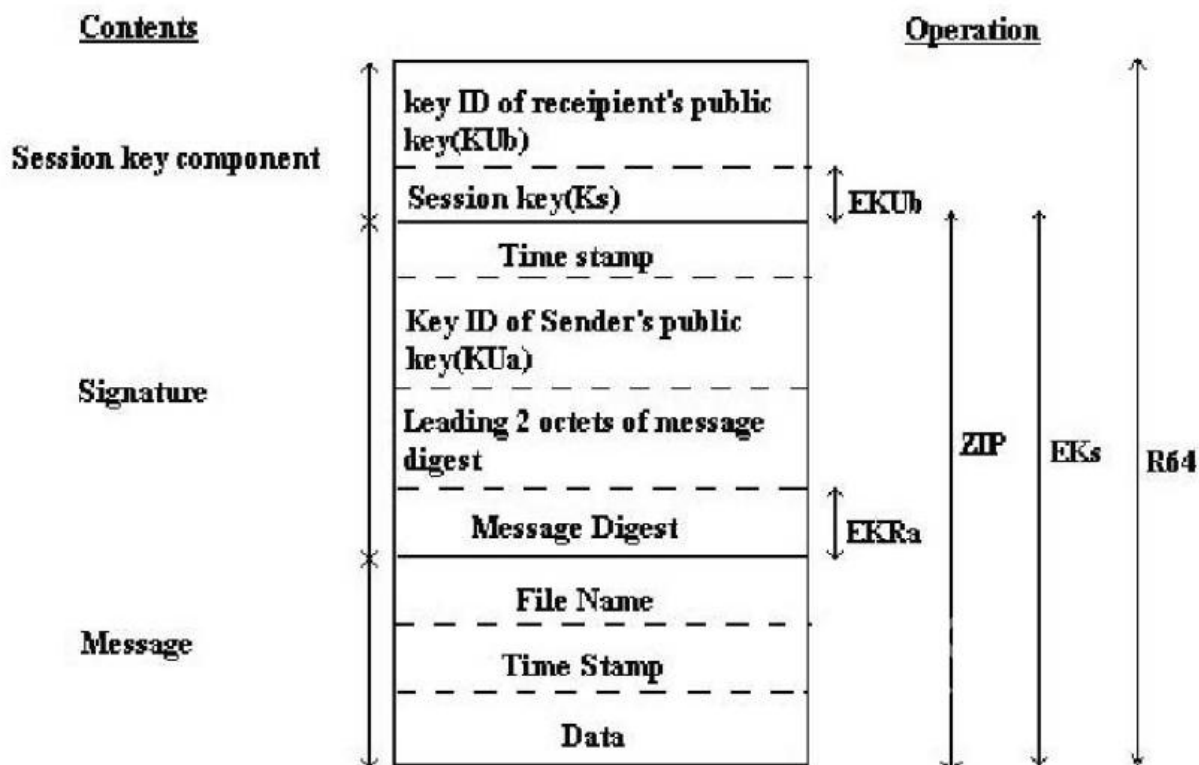 Contents
Operation
key ID of receipient's public
key(KUb)
Session key component
Session key(Ks)
EKUb
Time stamp
Key ID of Sender's public
key(KUa)
Signature
Leading 2 octets of message
digest
ZIP
EKs
R64
Message Digest
EKRa
File Name
Message
Time Stamp
Data